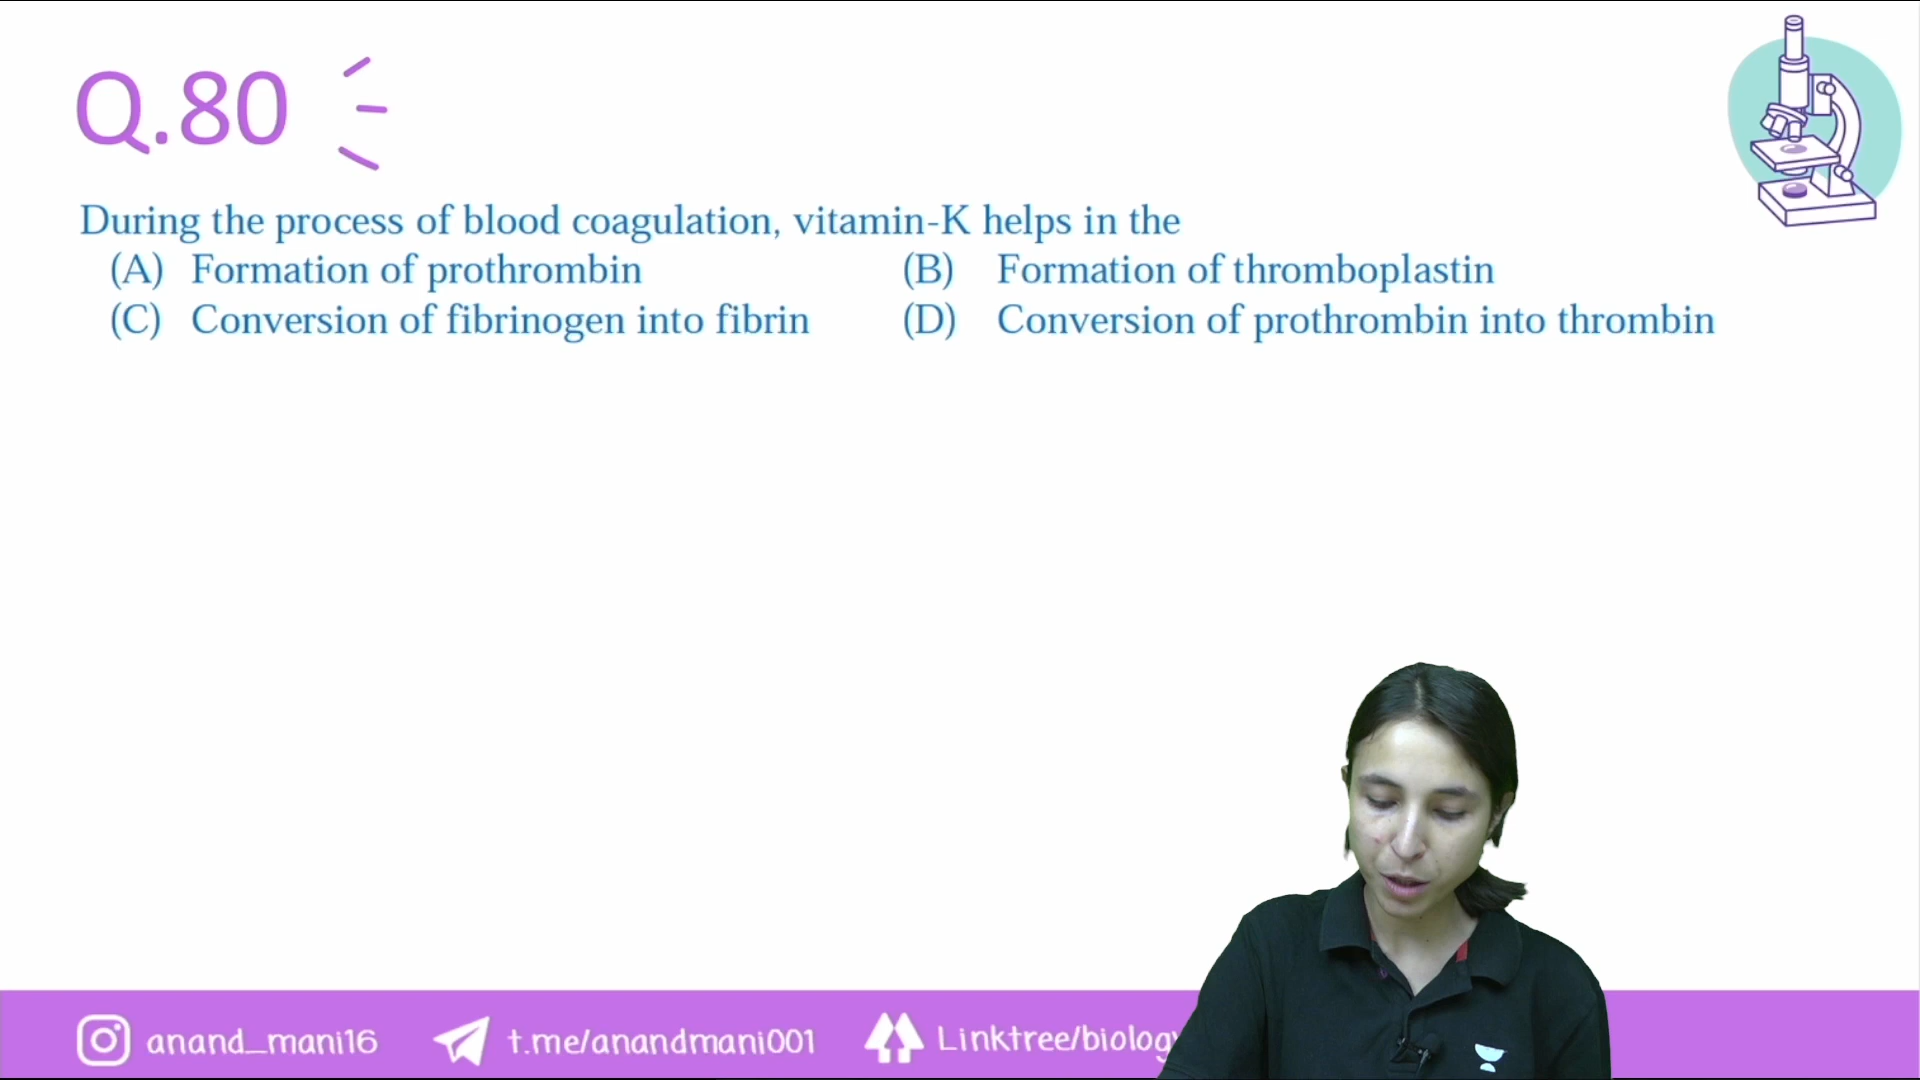 Q.80
During the process of blood coagulation, vitamin-K helps in the
(A) Formation of prothrombin (B) Formation of thromboplastin
(C) Conversion of fibrinogen into fibrin (D) Conversion of prothrombin into thrombin
anand_mani16 t.me/anandmani001 Linktree/biology